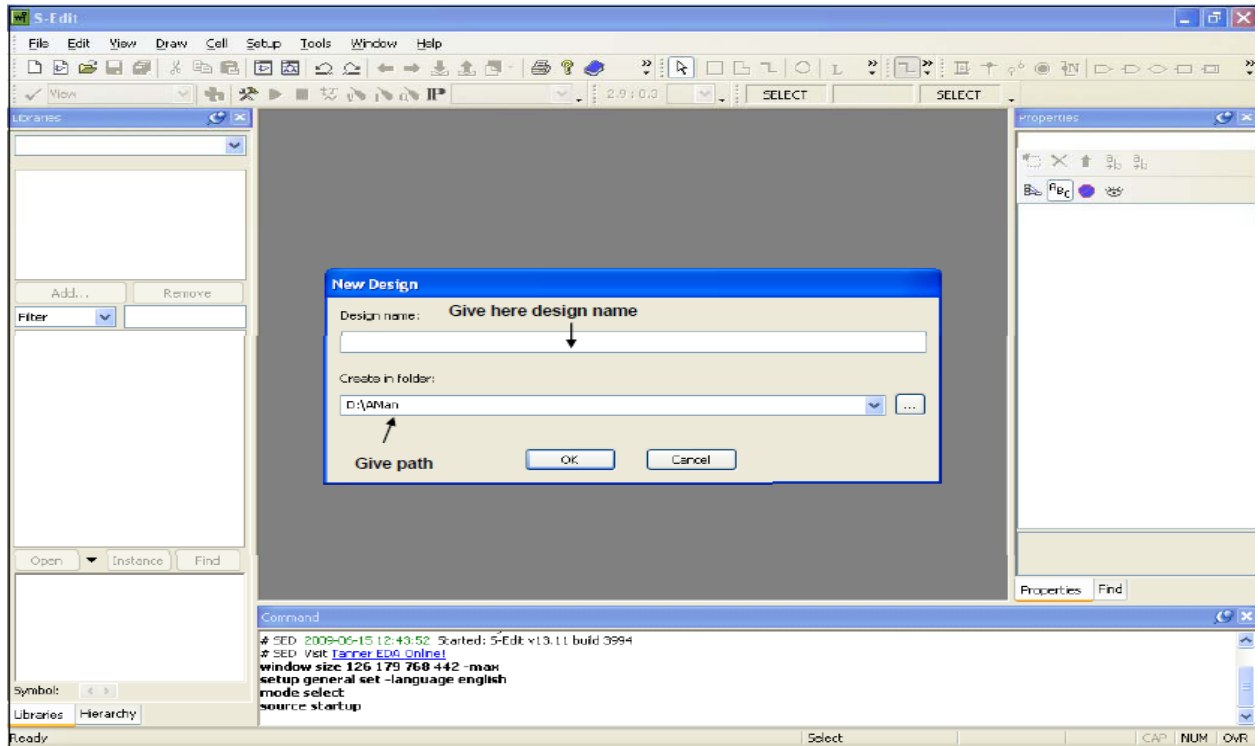 S-Edit
File Edit View Draw Cell Setup Tools Window Help
View 2.9 : 0.3 SELECT SELECT
Libraries
Properties
Add... Remove
Filter
New Design
Design name: Give here design name
Create in folder:
D:\AMan ...
Give path
OK Cancel
Open Instance Find
Properties Find
Command
# SED 2009-06-15 12:43:52 Started: S-Edit v13.11 build 3994
# SED Visit Tanner EDA Online!
window size 126 179 768 442 -max
setup general set -language english
mode select
source startup
Symbol:
Libraries Hierarchy
Ready Select CAP NUM OVR